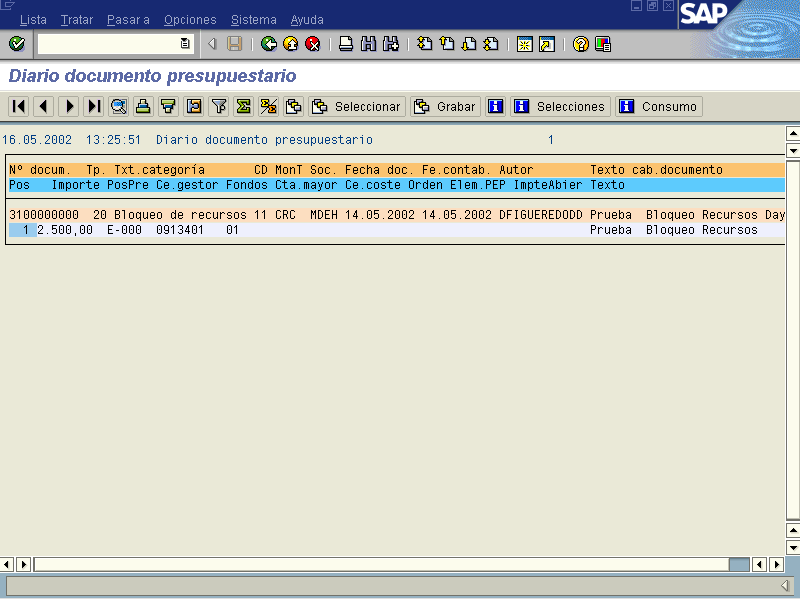 Lista Tratar Pasar a Opciones Sistema Ayuda
SAP
Diario documento presupuestario
Seleccionar Grabar Selecciones Consumo
16.05.2002 13:25:51 Diario documento presupuestario 1
Nº docum. Tp. Txt.categoría CD MonT Soc. Fecha doc. Fe.contab. Autor Texto cab.documento
Pos Importe PosPre Ce.gestor Fondos Cta.mayor Ce.coste Orden Elem.PEP ImpteAbier Texto
3100000000 20 Bloqueo de recursos 11 CRC MDEH 14.05.2002 14.05.2002 DFIGUEREDODD Prueba Bloqueo Recursos Day
1 2.500,00 E-000 0913401 01 Prueba Bloqueo Recursos